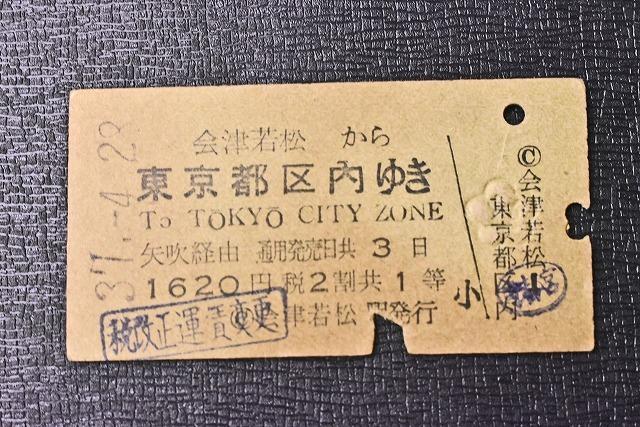 会津若松 から
東京都区内ゆき
To TŌKYŌ CITY ZONE
矢吹経由 通用発売日共 3 日
1620円 税2割共 1 等
会津若松駅発行
税改正運賃変更
37.-4.28
小
©会津若松
東京都区内
小